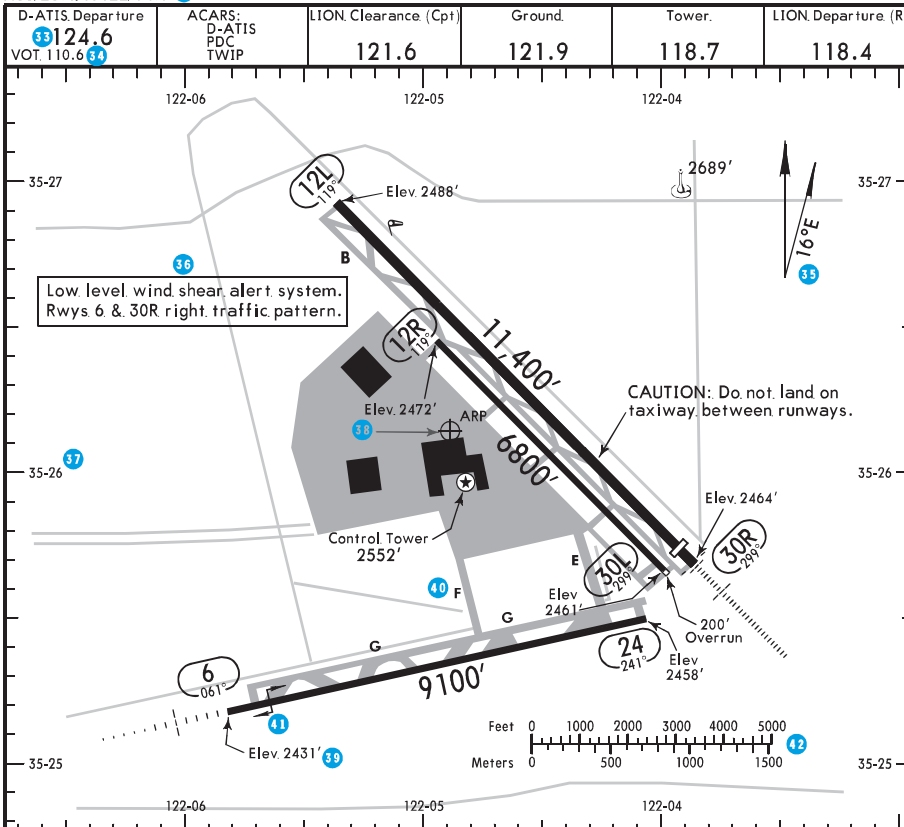 D-ATIS Departure
33 124.6
VOT 110.6 34
ACARS:
D-ATIS
PDC
TWIP
LION Clearance (Cpt)
121.6
Ground
121.9
Tower
118.7
LION Departure (R
118.4
122-06
122-05
122-04
35-27
35-27
12L
119°
Elev 2488'
A
B
2689'
16°E
35
36
Low level wind shear alert system.
Rwys 6 & 30R right traffic pattern.
12R
119°
11,400'
Elev 2472'
38
ARP
6800'
CAUTION: Do not land on
taxiway between runways.
37
35-26
35-26
Control Tower
2552'
Elev 2464'
30R
299°
E
30L
299°
Elev
2461'
40
F
200'
Overrun
G
G
24
241°
Elev
2458'
6
061°
9100'
41
Elev 2431' 39
Feet 0 1000 2000 3000 4000 5000
42
Meters 0 500 1000 1500
35-25
35-25
122-06
122-05
122-04